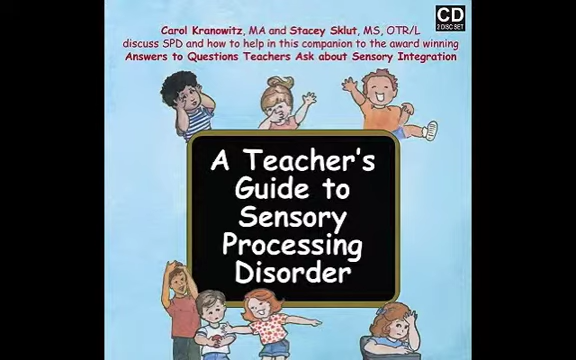 CD
2 DISC SET
Carol Kranowitz, MA and Stacey Sklut, MS, OTR/L
discuss SPD and how to help in this companion to the award winning
Answers to Questions Teachers Ask about Sensory Integration
A Teacher's
Guide to
Sensory
Processing
Disorder